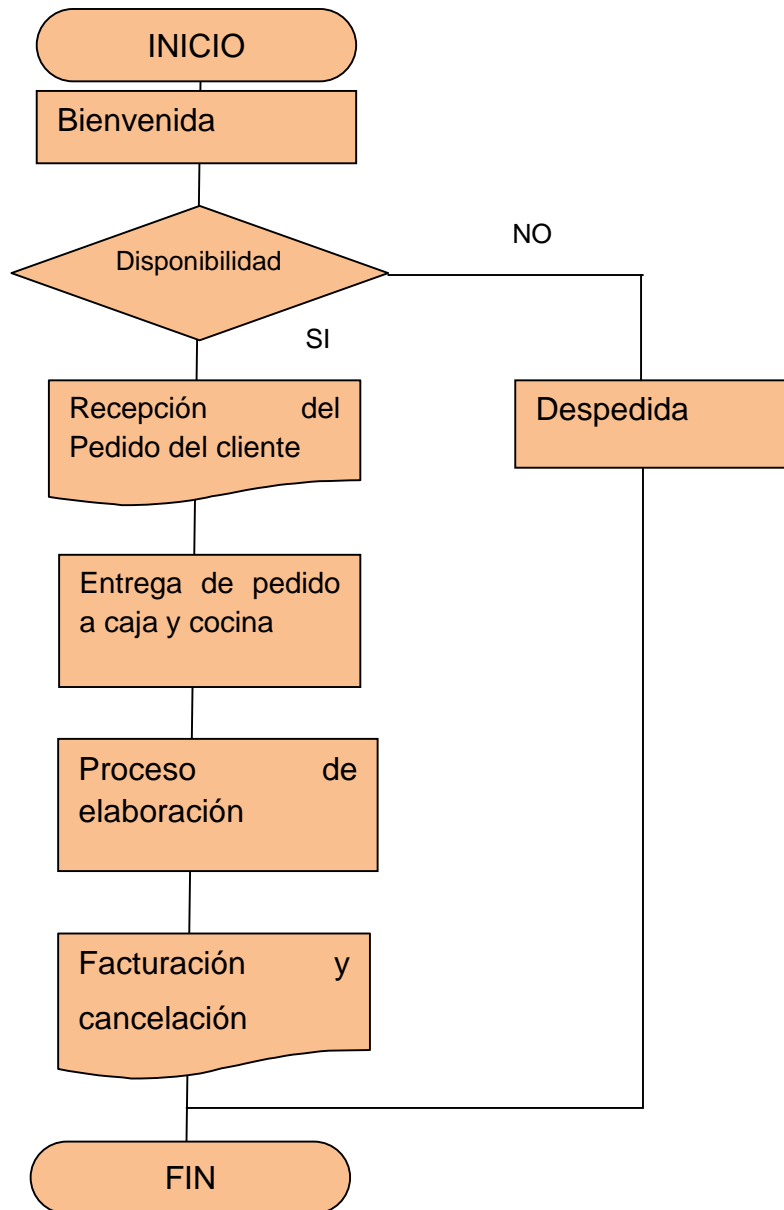 INICIO
Bienvenida
Disponibilidad
NO
SI
Recepción del
Pedido del cliente
Despedida
Entrega de pedido
a caja y cocina
Proceso de
elaboración
Facturación y
cancelación
FIN